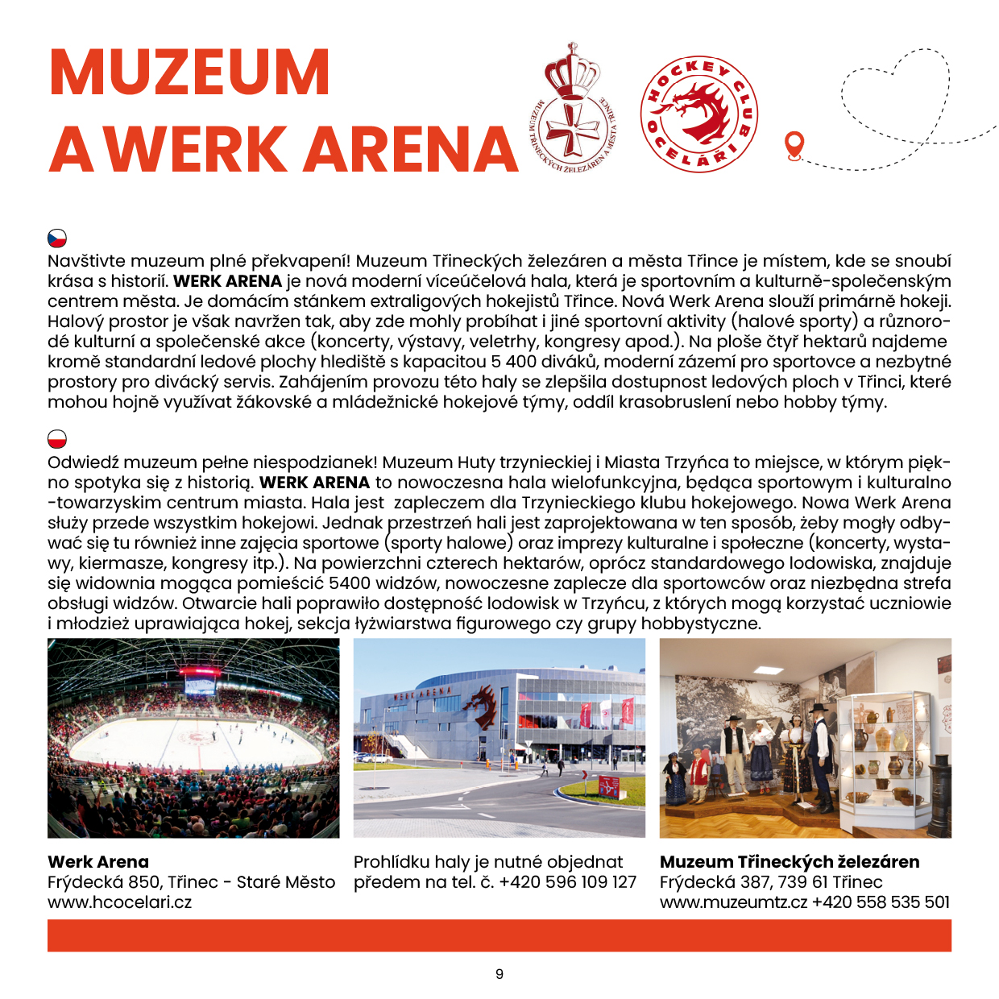 MUZEUM
A WERK ARENA
MUZEUM TŘINECKÝCH ŽELEZÁREN A MĚSTA TŘINCE
HOCKEY CLUB
OCELÁŘI
Navštivte muzeum plné překvapení! Muzeum Třineckých železáren a města Třince je místem, kde se snoubí
krása s historií. WERK ARENA je nová moderní víceúčelová hala, která je sportovním a kulturně-společenským
centrem města. Je domácím stánkem extraligových hokejistů Třince. Nová Werk Arena slouží primárně hokeji.
Halový prostor je však navržen tak, aby zde mohly probíhat i jiné sportovní aktivity (halové sporty) a různoro-
dé kulturní a společenské akce (koncerty, výstavy, veletrhy, kongresy apod.). Na ploše čtyř hektarů najdeme
kromě standardní ledové plochy hlediště s kapacitou 5 400 diváků, moderní zázemí pro sportovce a nezbytné
prostory pro divácký servis. Zahájením provozu této haly se zlepšila dostupnost ledových ploch v Třinci, které
mohou hojně využívat žákovské a mládežnické hokejové týmy, oddíl krasobruslení nebo hobby týmy.
Odwiedź muzeum pełne niespodzianek! Muzeum Huty trzynieckiej i Miasta Trzyńca to miejsce, w którym pięk-
no spotyka się z historią. WERK ARENA to nowoczesna hala wielofunkcyjna, będąca sportowym i kulturalno
-towarzyskim centrum miasta. Hala jest zapleczem dla Trzynieckiego klubu hokejowego. Nowa Werk Arena
służy przede wszystkim hokejowi. Jednak przestrzeń hali jest zaprojektowana w ten sposób, żeby mogły odby-
wać się tu również inne zajęcia sportowe (sporty halowe) oraz imprezy kulturalne i społeczne (koncerty, wysta-
wy, kiermasze, kongresy itp.). Na powierzchni czterech hektarów, oprócz standardowego lodowiska, znajduje
się widownia mogąca pomieścić 5400 widzów, nowoczesne zaplecze dla sportowców oraz niezbędna strefa
obsługi widzów. Otwarcie hali poprawiło dostępność lodowisk w Trzyńcu, z których mogą korzystać uczniowie
i młodzież uprawiająca hokej, sekcja łyżwiarstwa figurowego czy grupy hobbystyczne.
WERK ARENA
Werk Arena
Frýdecká 850, Třinec - Staré Město
www.hcocelari.cz
Prohlídku haly je nutné objednat
předem na tel. č. +420 596 109 127
Muzeum Třineckých železáren
Frýdecká 387, 739 61 Třinec
www.muzeumtz.cz +420 558 535 501
9